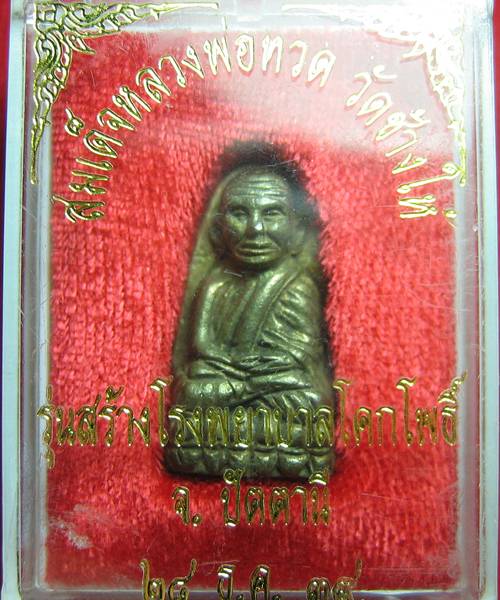 สมเด็จหลวงพ่อทวด วัดช้างให้
รุ่นสร้างโรงพยาบาลโคกโพธิ์
จ. ปัตตานี
๒๔ ธ.ค. ๓๙